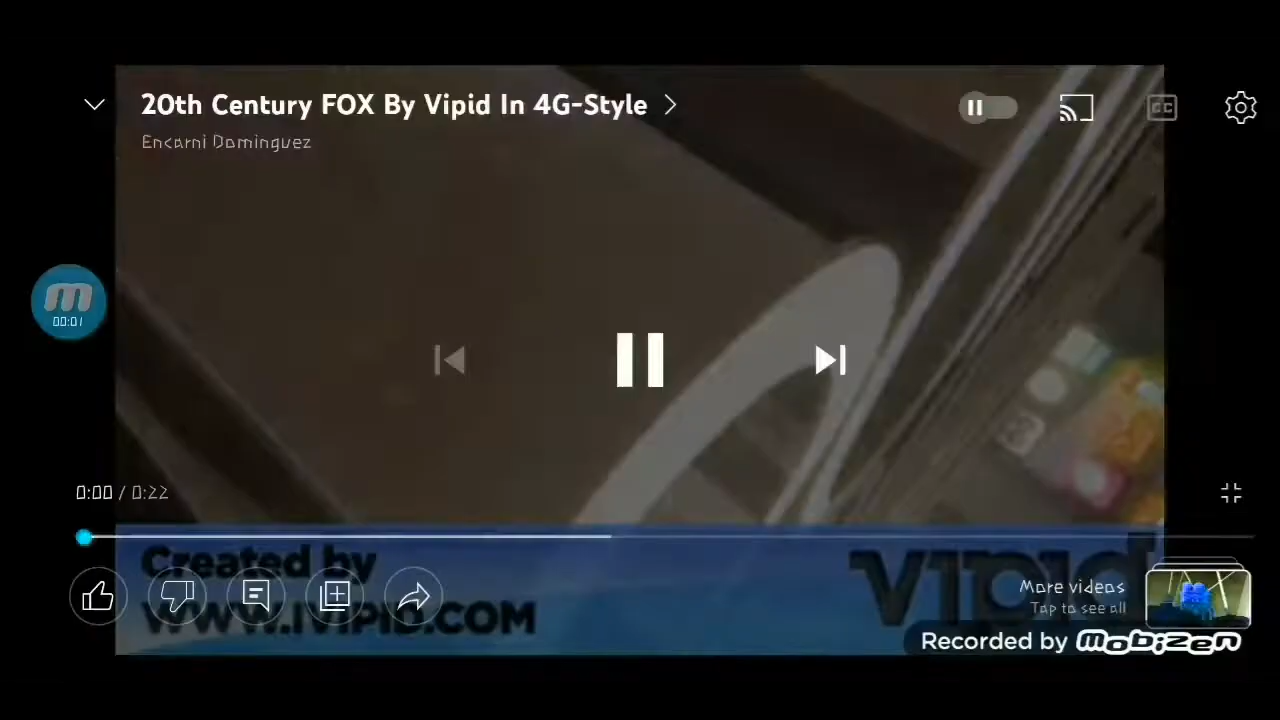 20th Century FOX By Vipid In 4G-Style
Encarni Dominguez
CC
m
00:01
0:00 / 0:22
Created by
WWW.IVIPID.COM
vipid
More videos
Tap to see all
Recorded by mobizen